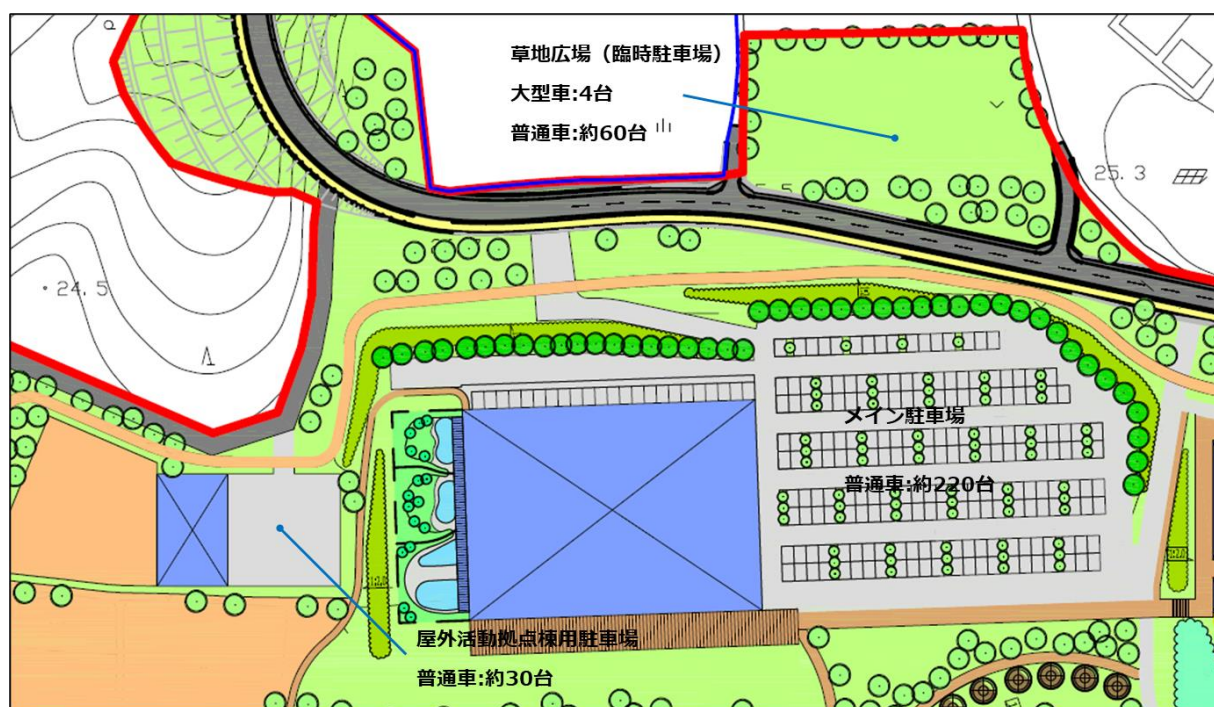 草地広場（臨時駐車場）
大型車:4台
普通車:約60台
25.3
24.5
メイン駐車場
普通車:約220台
屋外活動拠点棟用駐車場
普通車:約30台